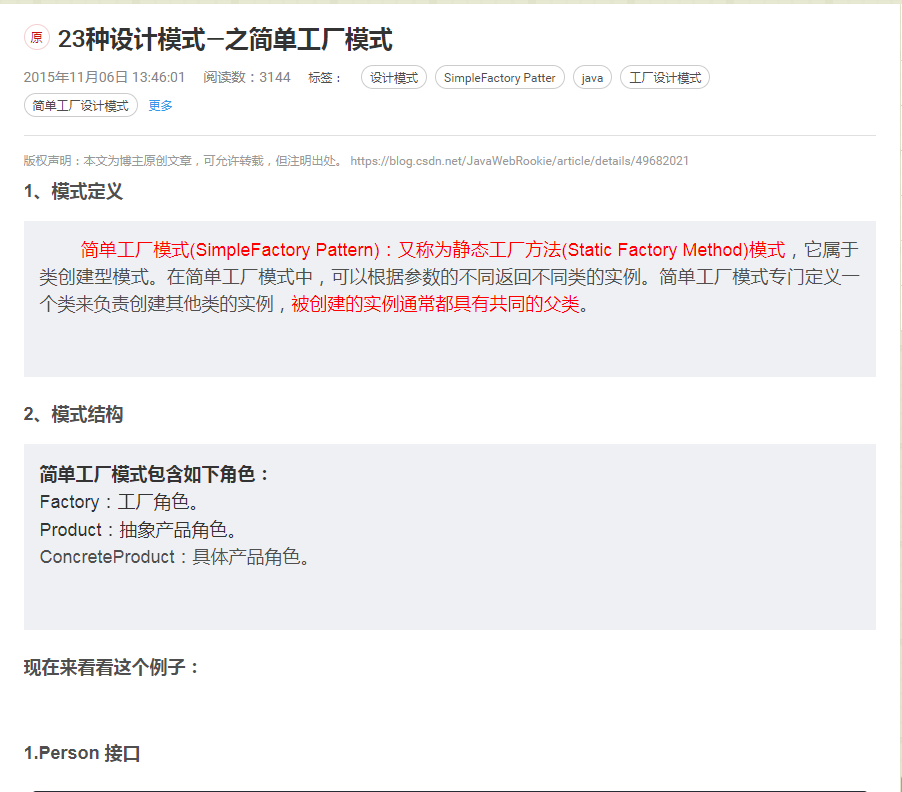 原 23种设计模式—之简单工厂模式
2015年11月06日 13:46:01 阅读数：3144 标签： 设计模式 SimpleFactory Patter java 工厂设计模式
简单工厂设计模式 更多
版权声明：本文为博主原创文章，可允许转载，但注明出处。 https://blog.csdn.net/JavaWebRookie/article/details/49682021
1、模式定义
简单工厂模式(SimpleFactory Pattern)：又称为静态工厂方法(Static Factory Method)模式，它属于
类创建型模式。在简单工厂模式中，可以根据参数的不同返回不同类的实例。简单工厂模式专门定义一
个类来负责创建其他类的实例，被创建的实例通常都具有共同的父类。
2、模式结构
简单工厂模式包含如下角色：
Factory：工厂角色。
Product：抽象产品角色。
ConcreteProduct：具体产品角色。
现在来看看这个例子：
1.Person 接口